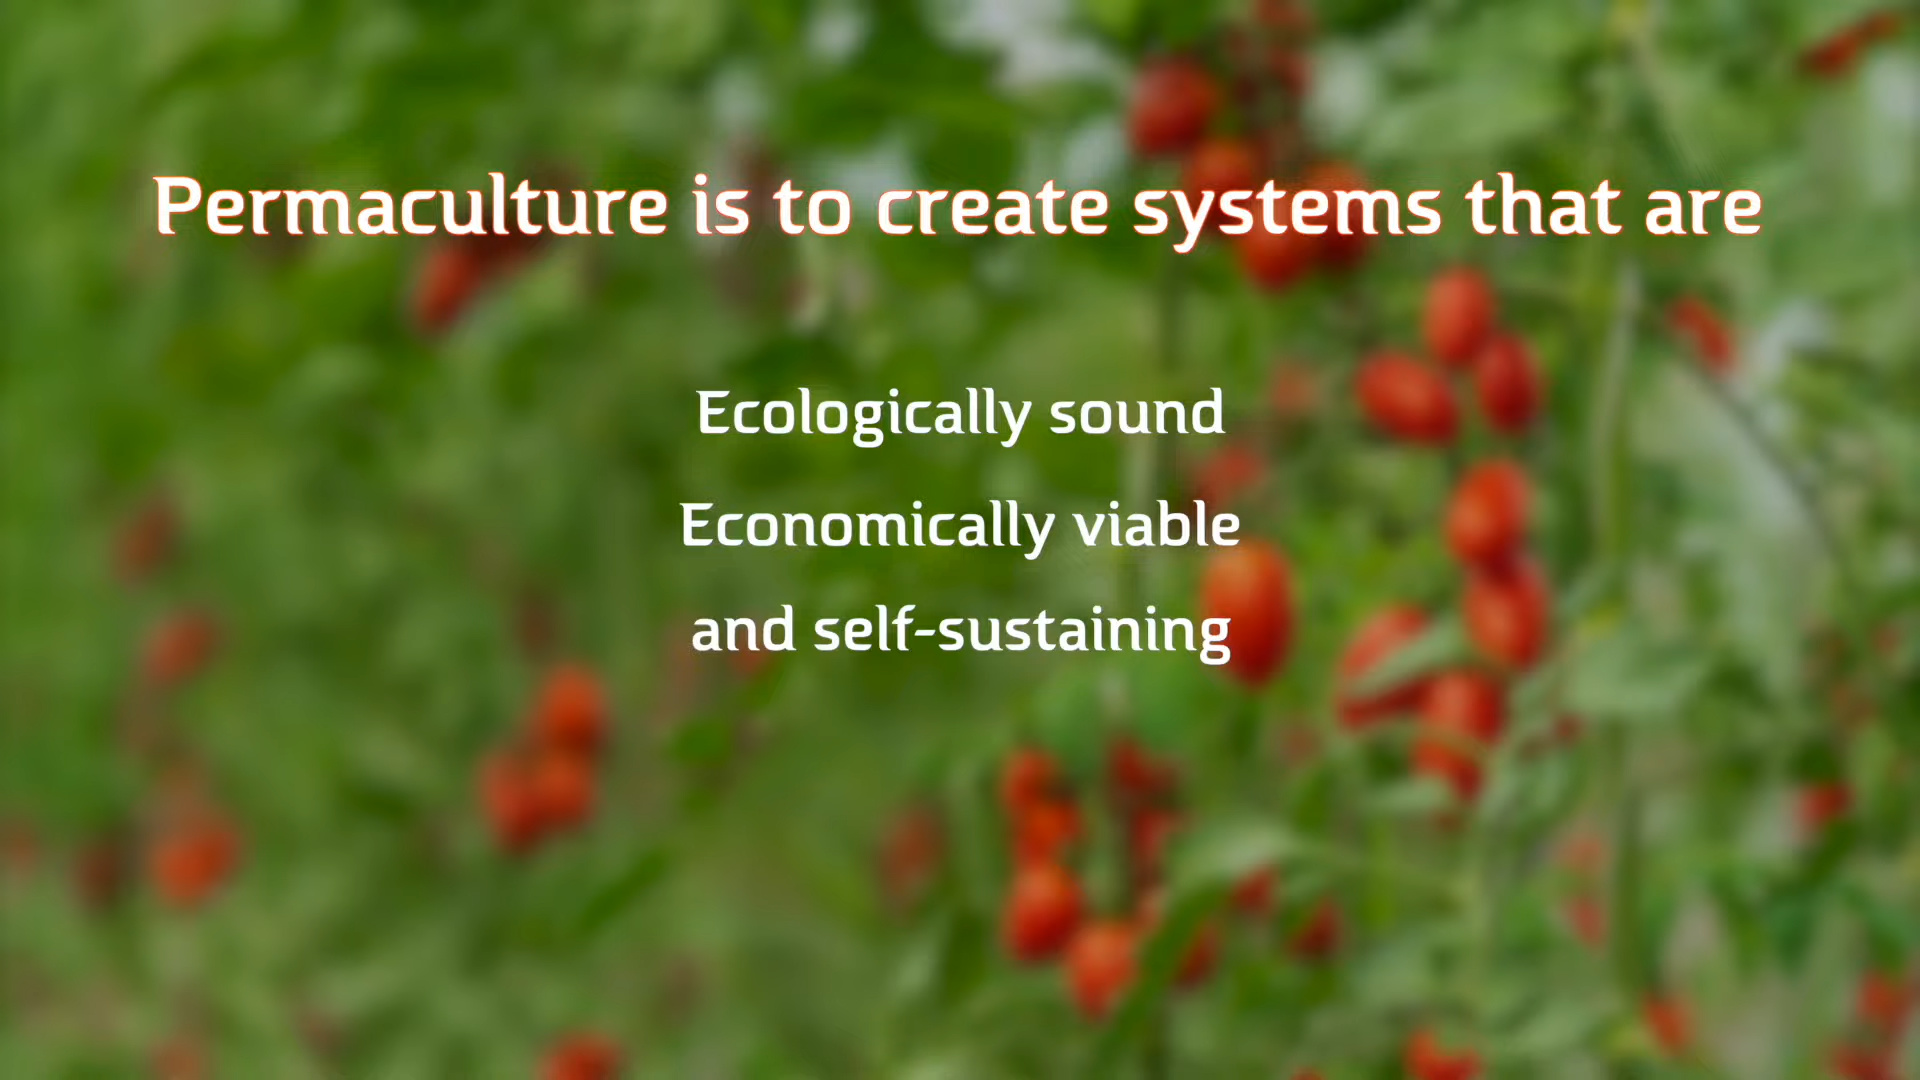 Permaculture is to create systems that are
Ecologically sound
Economically viable
and self-sustaining